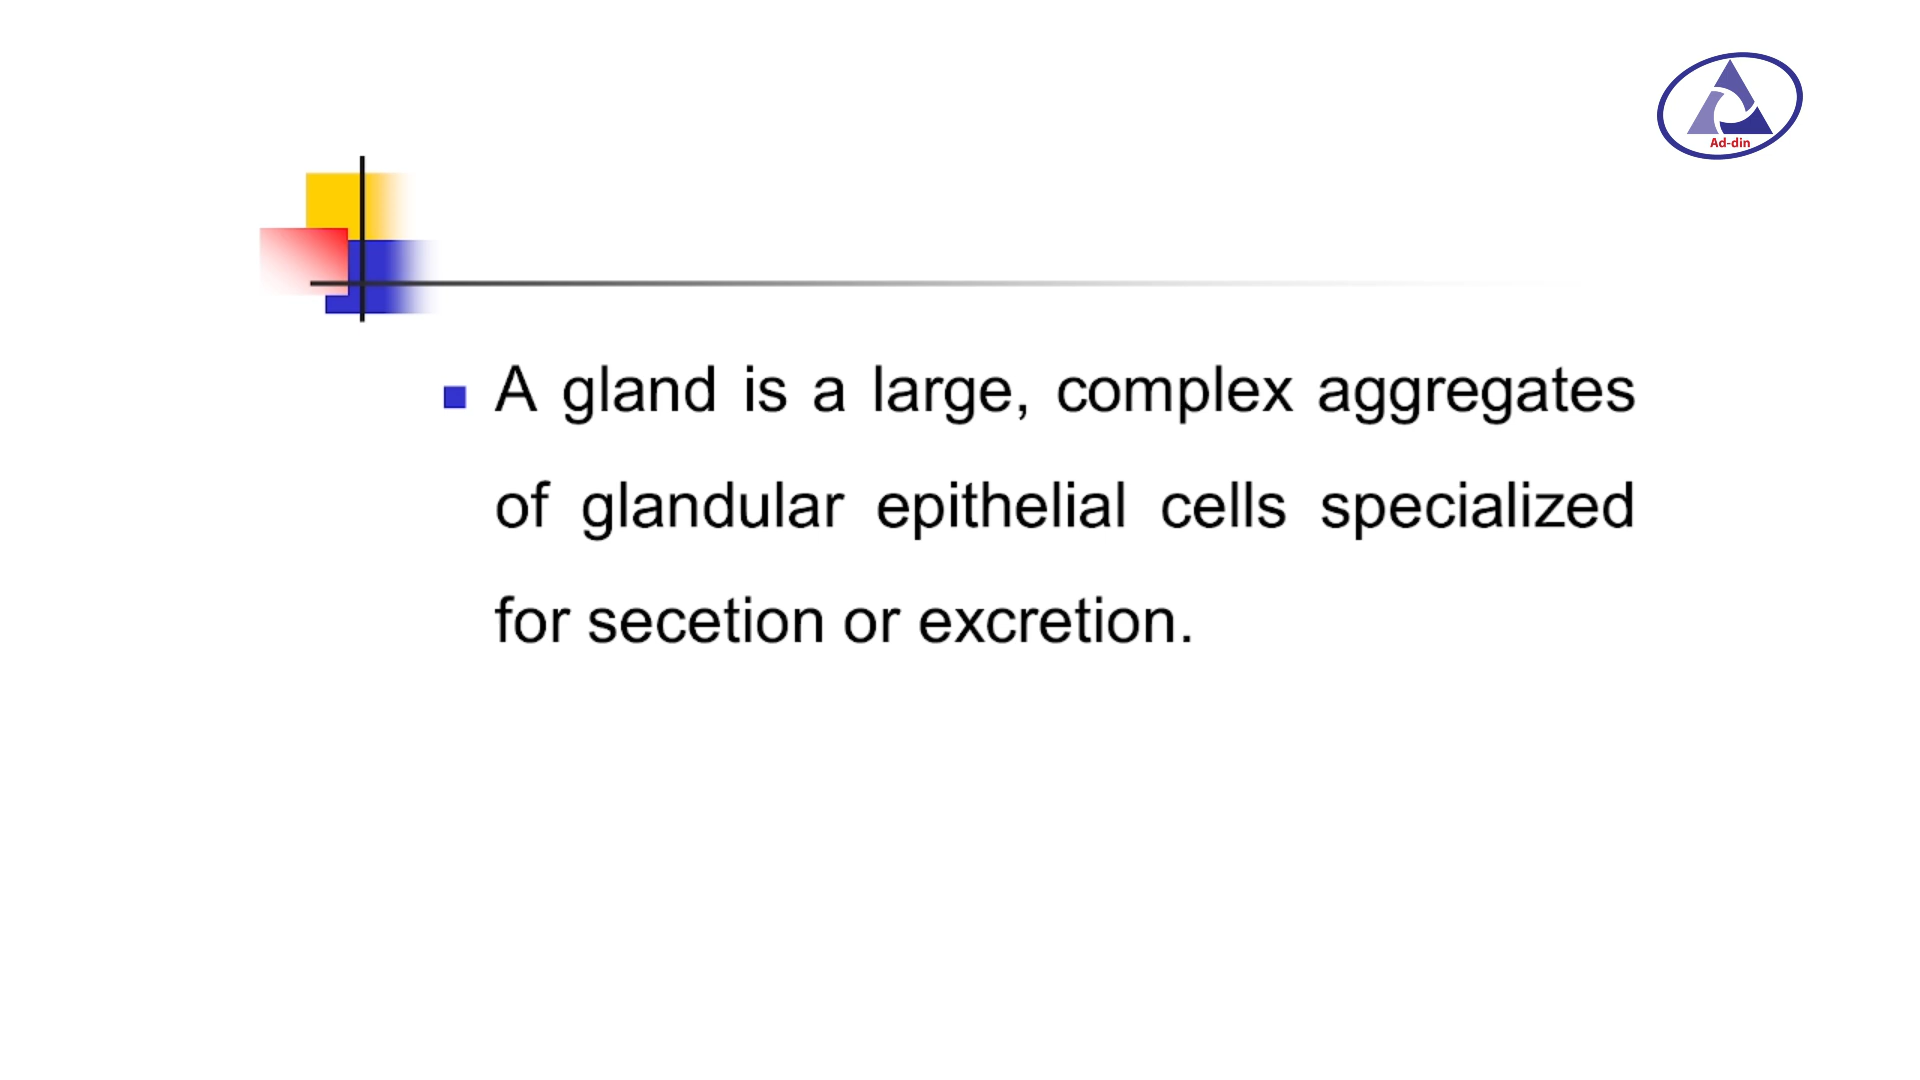 Ad-din
A gland is a large, complex aggregates
of glandular epithelial cells specialized
for secetion or excretion.